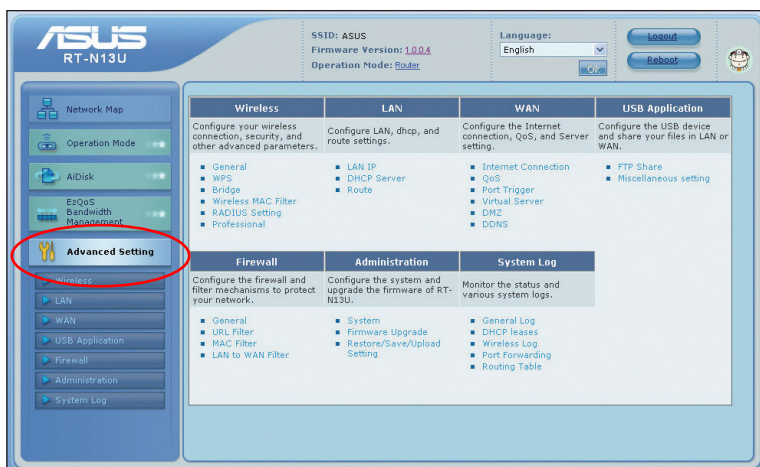 ASUS
RT-N13U
SSID: ASUS
Firmware Version: 1.0.0.4
Operation Mode: Router
Language:
English
OK
Logout
Reboot
Network Map
Operation Mode
AiDisk
EzQoS
Bandwidth
Management
Advanced Setting
Wireless
LAN
WAN
USB Application
Firewall
Administration
System Log
Wireless
Configure your wireless
connection, security, and
other advanced parameters.
General
WPS
Bridge
Wireless MAC Filter
RADIUS Setting
Professional
LAN
Configure LAN, dhcp, and
route settings.
LAN IP
DHCP Server
Route
WAN
Configure the Internet
connection, QoS, and Server
setting.
Internet Connection
QoS
Port Trigger
Virtual Server
DMZ
DDNS
USB Application
Configure the USB device
and share your files in LAN or
WAN.
FTP Share
Miscellaneous setting
Firewall
Configure the firewall and
filter mechanisms to protect
your network.
General
URL Filter
MAC Filter
LAN to WAN Filter
Administration
Configure the system and
upgrade the firmware of RT-
N13U.
System
Firmware Upgrade
Restore/Save/Upload
Setting
System Log
Monitor the status and
various system logs.
General Log
DHCP leases
Wireless Log
Port Forwarding
Routing Table